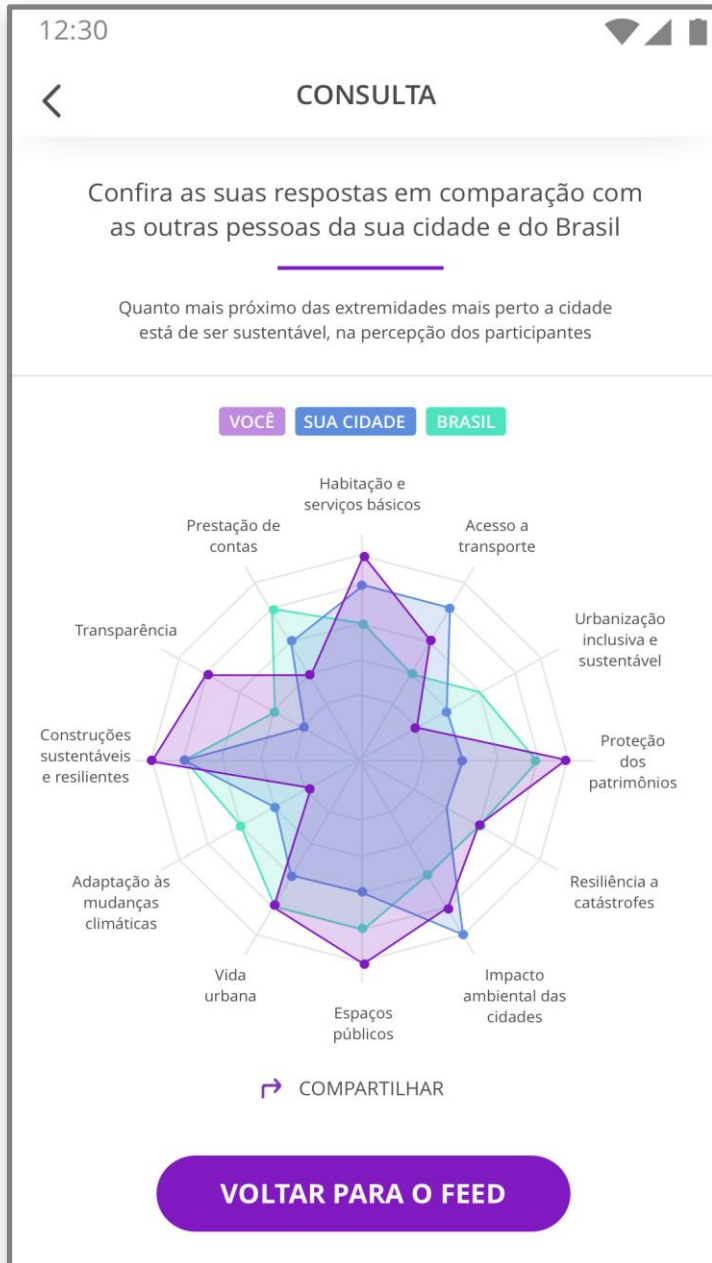 12:30
CONSULTA
Confira as suas respostas em comparação com
as outras pessoas da sua cidade e do Brasil
Quanto mais próximo das extremidades mais perto a cidade
está de ser sustentável, na percepção dos participantes
VOCÊ
SUA CIDADE
BRASIL
Habitação e
serviços básicos
Acesso a
transporte
Urbanização
inclusiva e
sustentável
Proteção
dos
patrimônios
Resiliência a
catástrofes
Impacto
ambiental das
cidades
Espaços
públicos
Vida
urbana
Adaptação às
mudanças
climáticas
Construções
sustentáveis
e resilientes
Transparência
Prestação de
contas
COMPARTILHAR
VOLTAR PARA O FEED